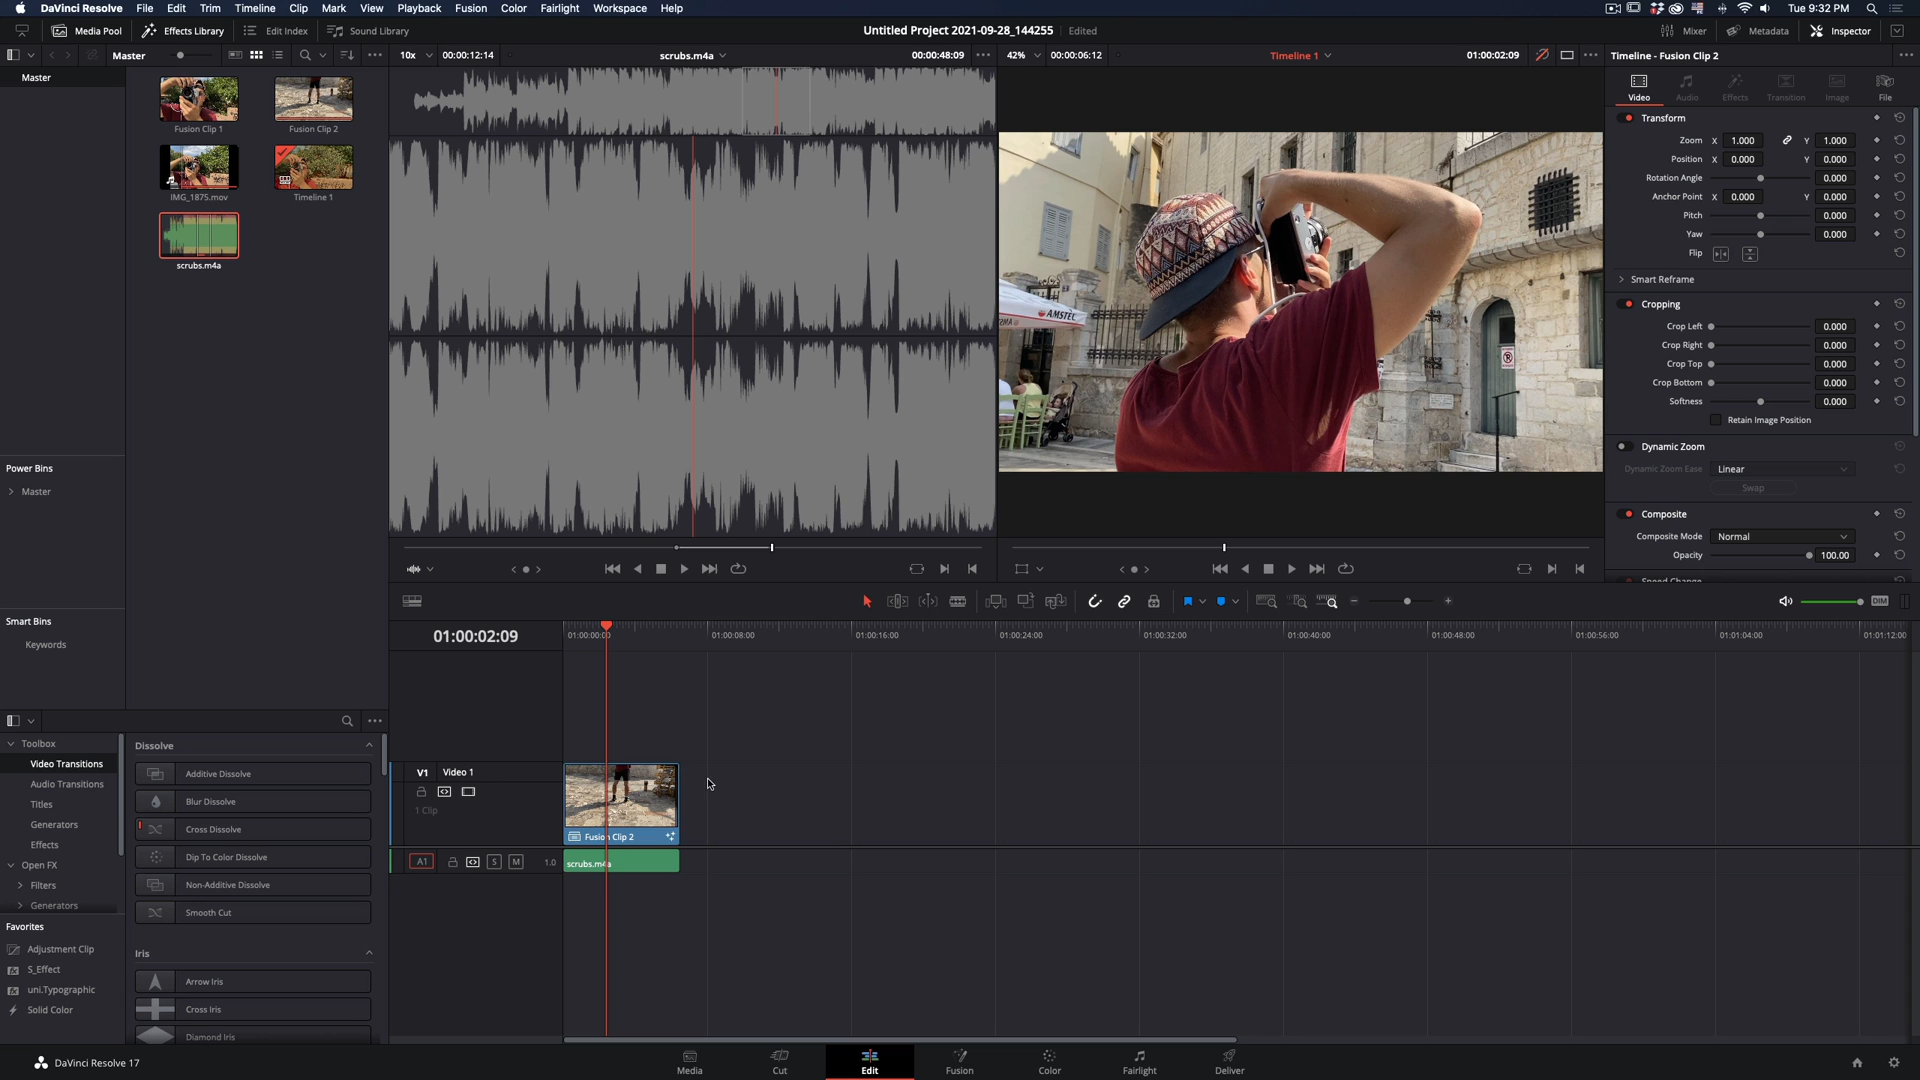 DaVinci Resolve File Edit Trim Timeline Clip Mark View Playback Fusion Color Fairlight Workspace Help Tue 9:32 PM
Media Pool Effects Library Edit Index Sound Library Untitled Project 2021-09-28_144255 Edited Mixer Metadata Inspector
Master 10x 00:00:12:14 scrubs.m4a 00:00:48:09 42% 00:00:06:12 Timeline 1 01:00:02:09 Timeline - Fusion Clip 2
Master
Fusion Clip 1 Fusion Clip 2
IMG_1875.mov Timeline 1
scrubs.m4a
Power Bins
Master
Smart Bins
Keywords
AMSTEL
Video Audio Effects Transition Image File
Transform
Zoom X 1.000 Y 1.000
Position X 0.000 Y 0.000
Rotation Angle 0.000
Anchor Point X 0.000 Y 0.000
Pitch 0.000
Yaw 0.000
Flip
Smart Reframe
Cropping
Crop Left 0.000
Crop Right 0.000
Crop Top 0.000
Crop Bottom 0.000
Softness 0.000
Retain Image Position
Dynamic Zoom
Dynamic Zoom Ease Linear
Swap
Composite
Composite Mode Normal
Opacity 100.00
Speed Change
DIM
01:00:02:09 01:00:00:00 01:00:08:00 01:00:16:00 01:00:24:00 01:00:32:00 01:00:40:00 01:00:48:00 01:00:56:00 01:01:04:00 01:01:12:00
V1 Video 1
1 Clip
Fusion Clip 2
A1 S M 1.0 scrubs.m4a
Toolbox
Video Transitions
Audio Transitions
Titles
Generators
Effects
Open FX
Filters
Generators
Favorites
Adjustment Clip
S_Effect
uni.Typographic
Solid Color
Dissolve
Additive Dissolve
Blur Dissolve
Cross Dissolve
Dip To Color Dissolve
Non-Additive Dissolve
Smooth Cut
Iris
Arrow Iris
Cross Iris
Diamond Iris
DaVinci Resolve 17 Media Cut Edit Fusion Color Fairlight Deliver